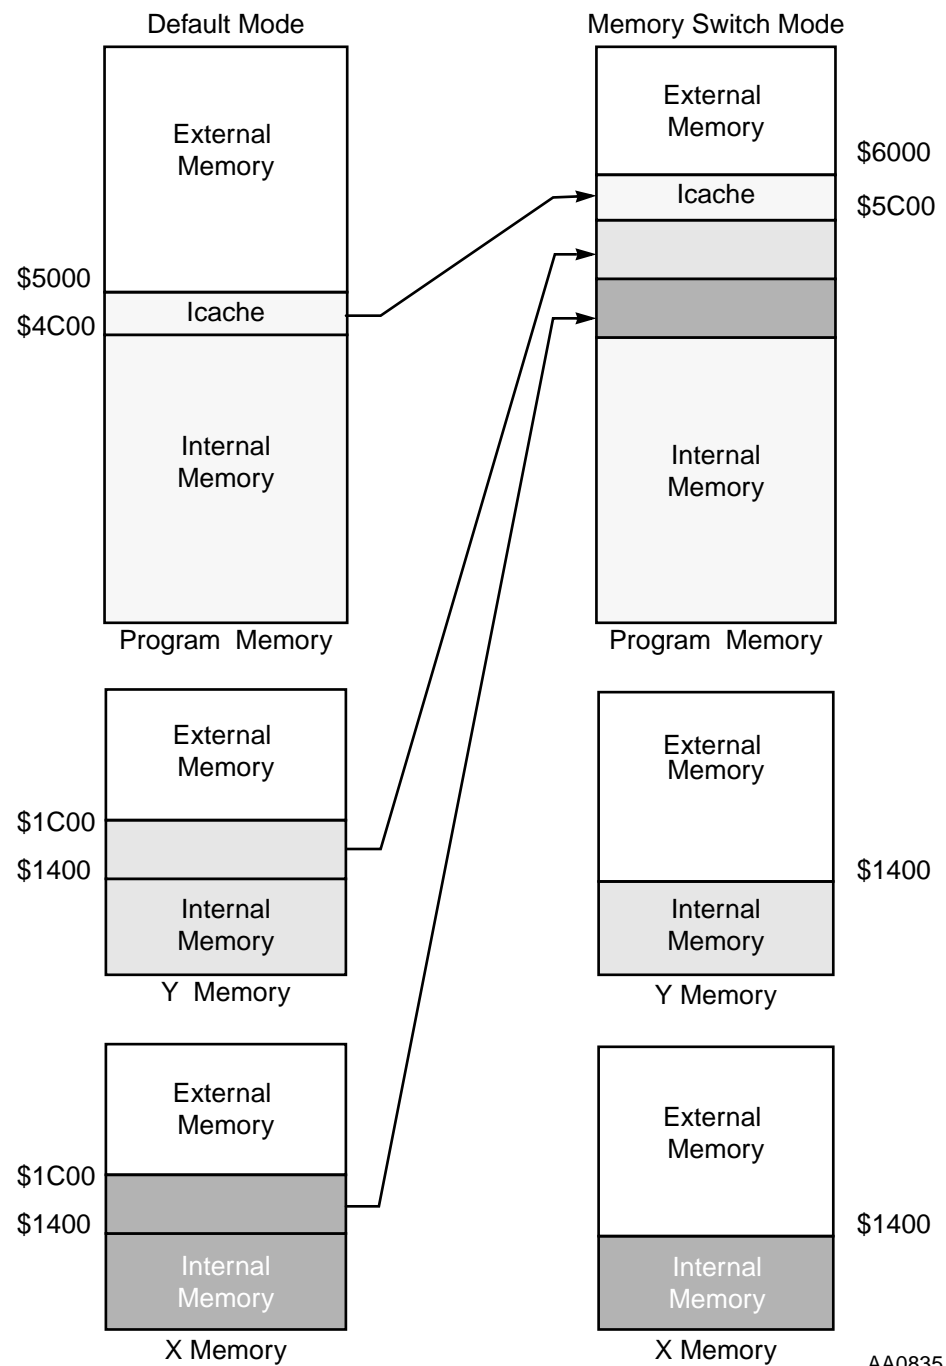 Default Mode
Memory Switch Mode
External
Memory
$5000
Icache
$4C00
Internal
Memory
Program Memory
External
Memory
$6000
Icache
$5C00
Internal
Memory
Program Memory
External
Memory
$1C00
$1400
Internal
Memory
Y Memory
External
Memory
$1400
Internal
Memory
Y Memory
External
Memory
$1C00
$1400
Internal
Memory
X Memory
External
Memory
$1400
Internal
Memory
X Memory
AA0835